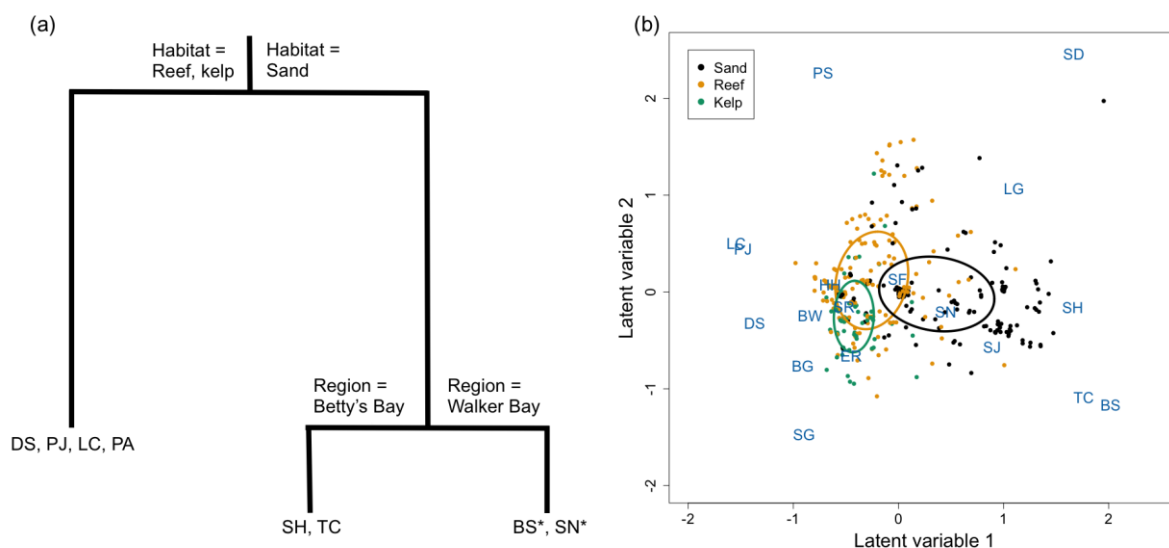 (a)
Habitat =
Reef, kelp
Habitat =
Sand
Region =
Betty's Bay
Region =
Walker Bay
DS, PJ, LC, PA
SH, TC
BS*, SN*
(b)
Sand
Reef
Kelp
PS
SD
LG
LC
PJ
SF
HH
SR
BW
SN
SH
DS
SJ
ER
BG
TC
BS
SG
Latent variable 2
2
1
0
-1
-2
-2
-1
0
1
2
Latent variable 1